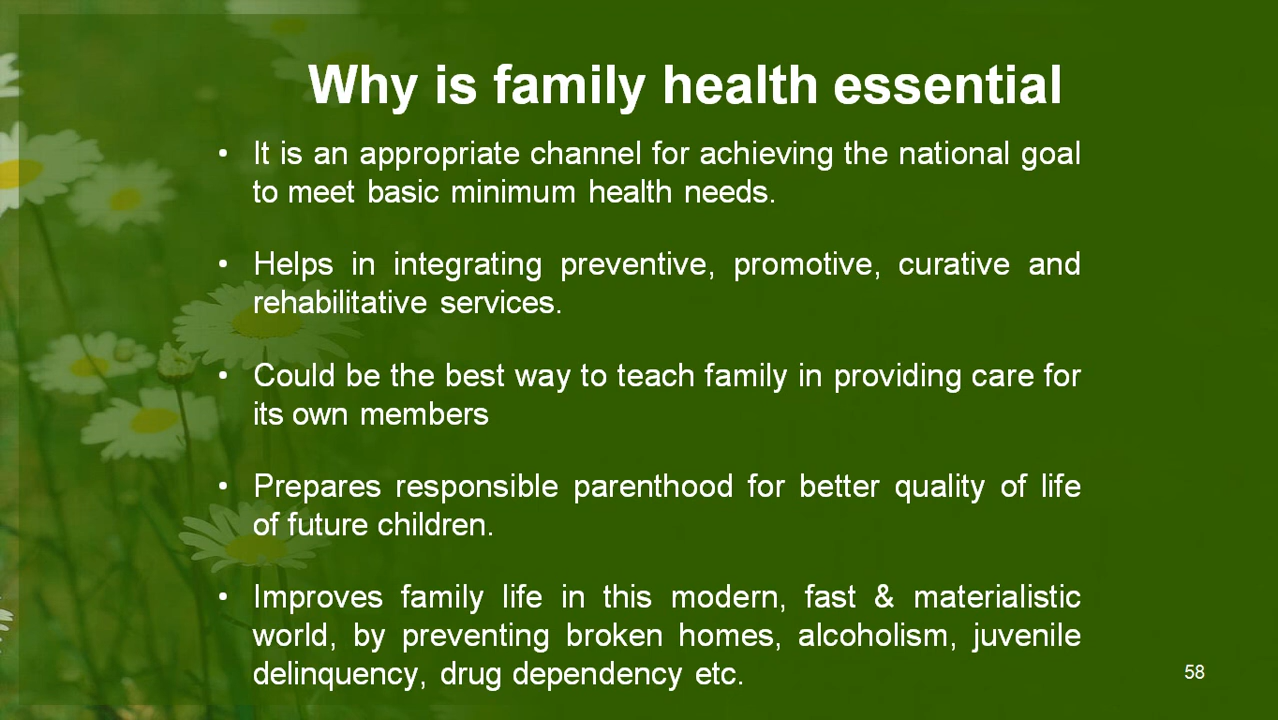 Why is family health essential
• It is an appropriate channel for achieving the national goal
to meet basic minimum health needs.
• Helps in integrating preventive, promotive, curative and
rehabilitative services.
• Could be the best way to teach family in providing care for
its own members
• Prepares responsible parenthood for better quality of life
of future children.
• Improves family life in this modern, fast & materialistic
world, by preventing broken homes, alcoholism, juvenile
delinquency, drug dependency etc.
58